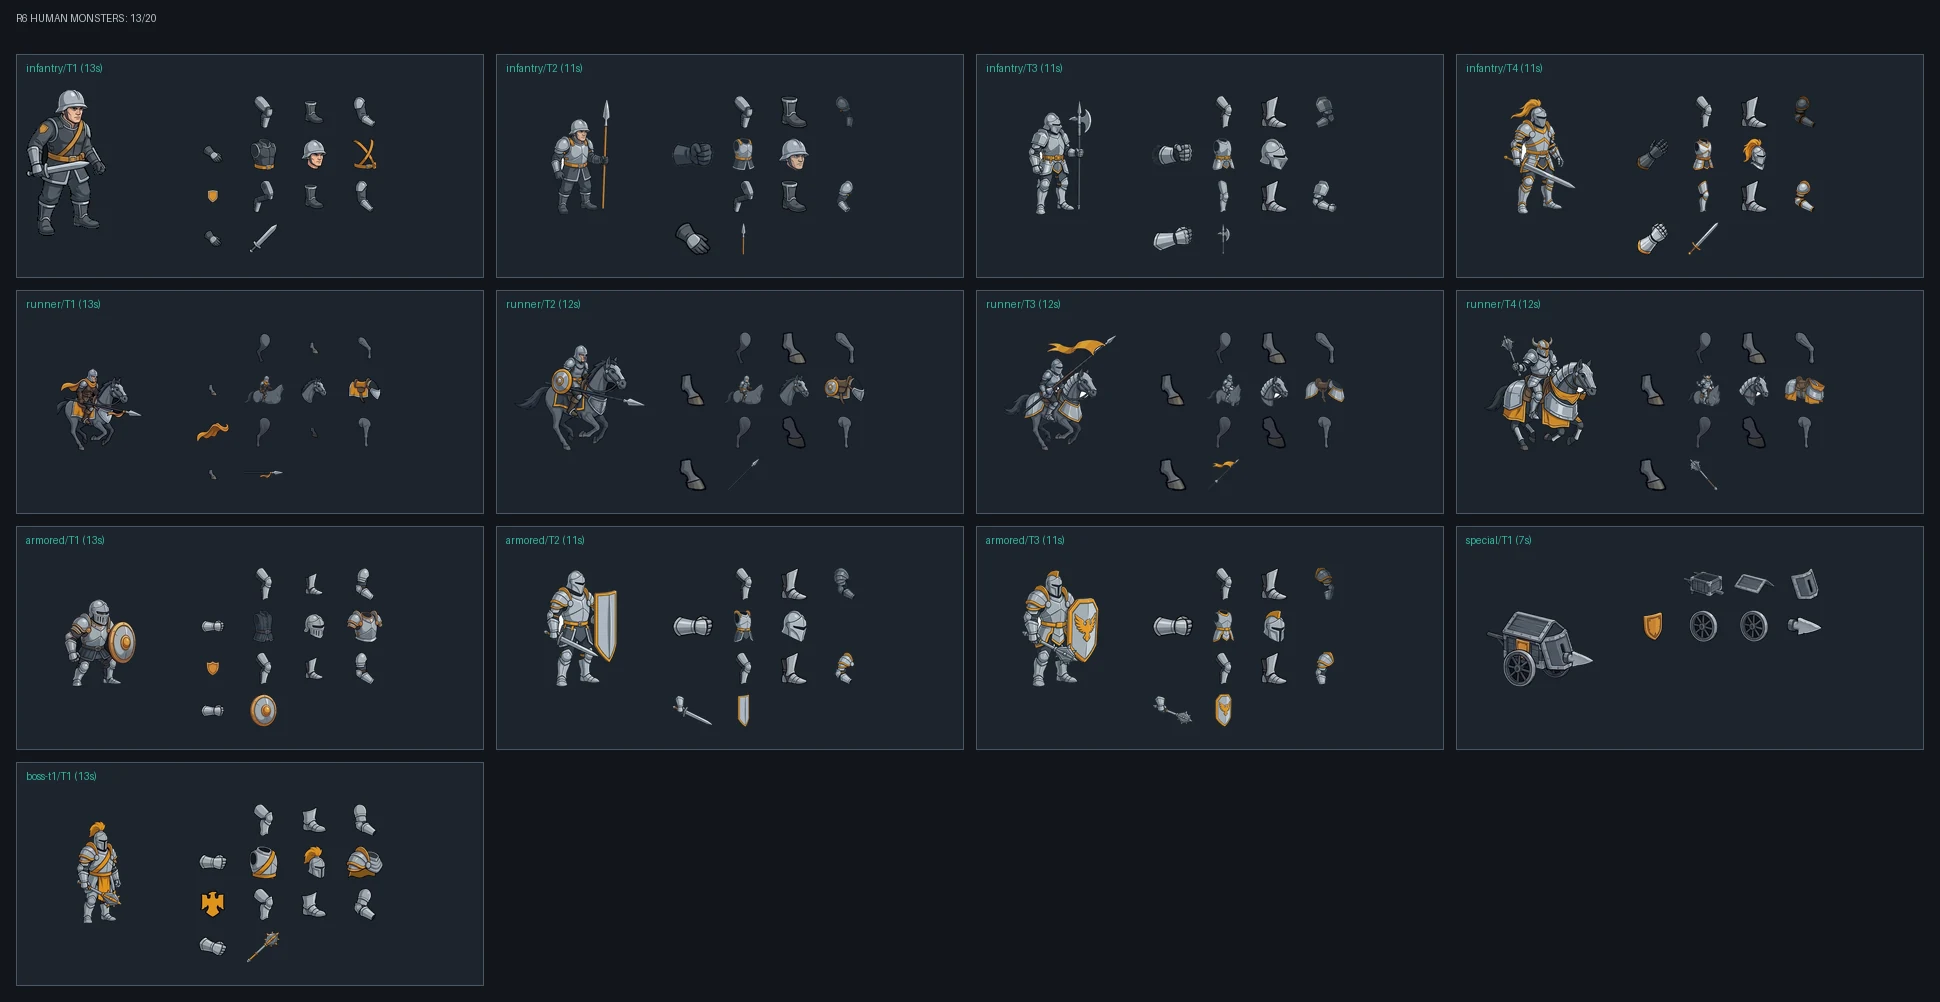 R6 HUMAN MONSTERS: 13/20
infantry/T1 (13s)
infantry/T2 (11s)
infantry/T3 (11s)
infantry/T4 (11s)
runner/T1 (13s)
runner/T2 (12s)
runner/T3 (12s)
runner/T4 (12s)
armored/T1 (13s)
armored/T2 (11s)
armored/T3 (11s)
special/T1 (7s)
boss-t1/T1 (13s)